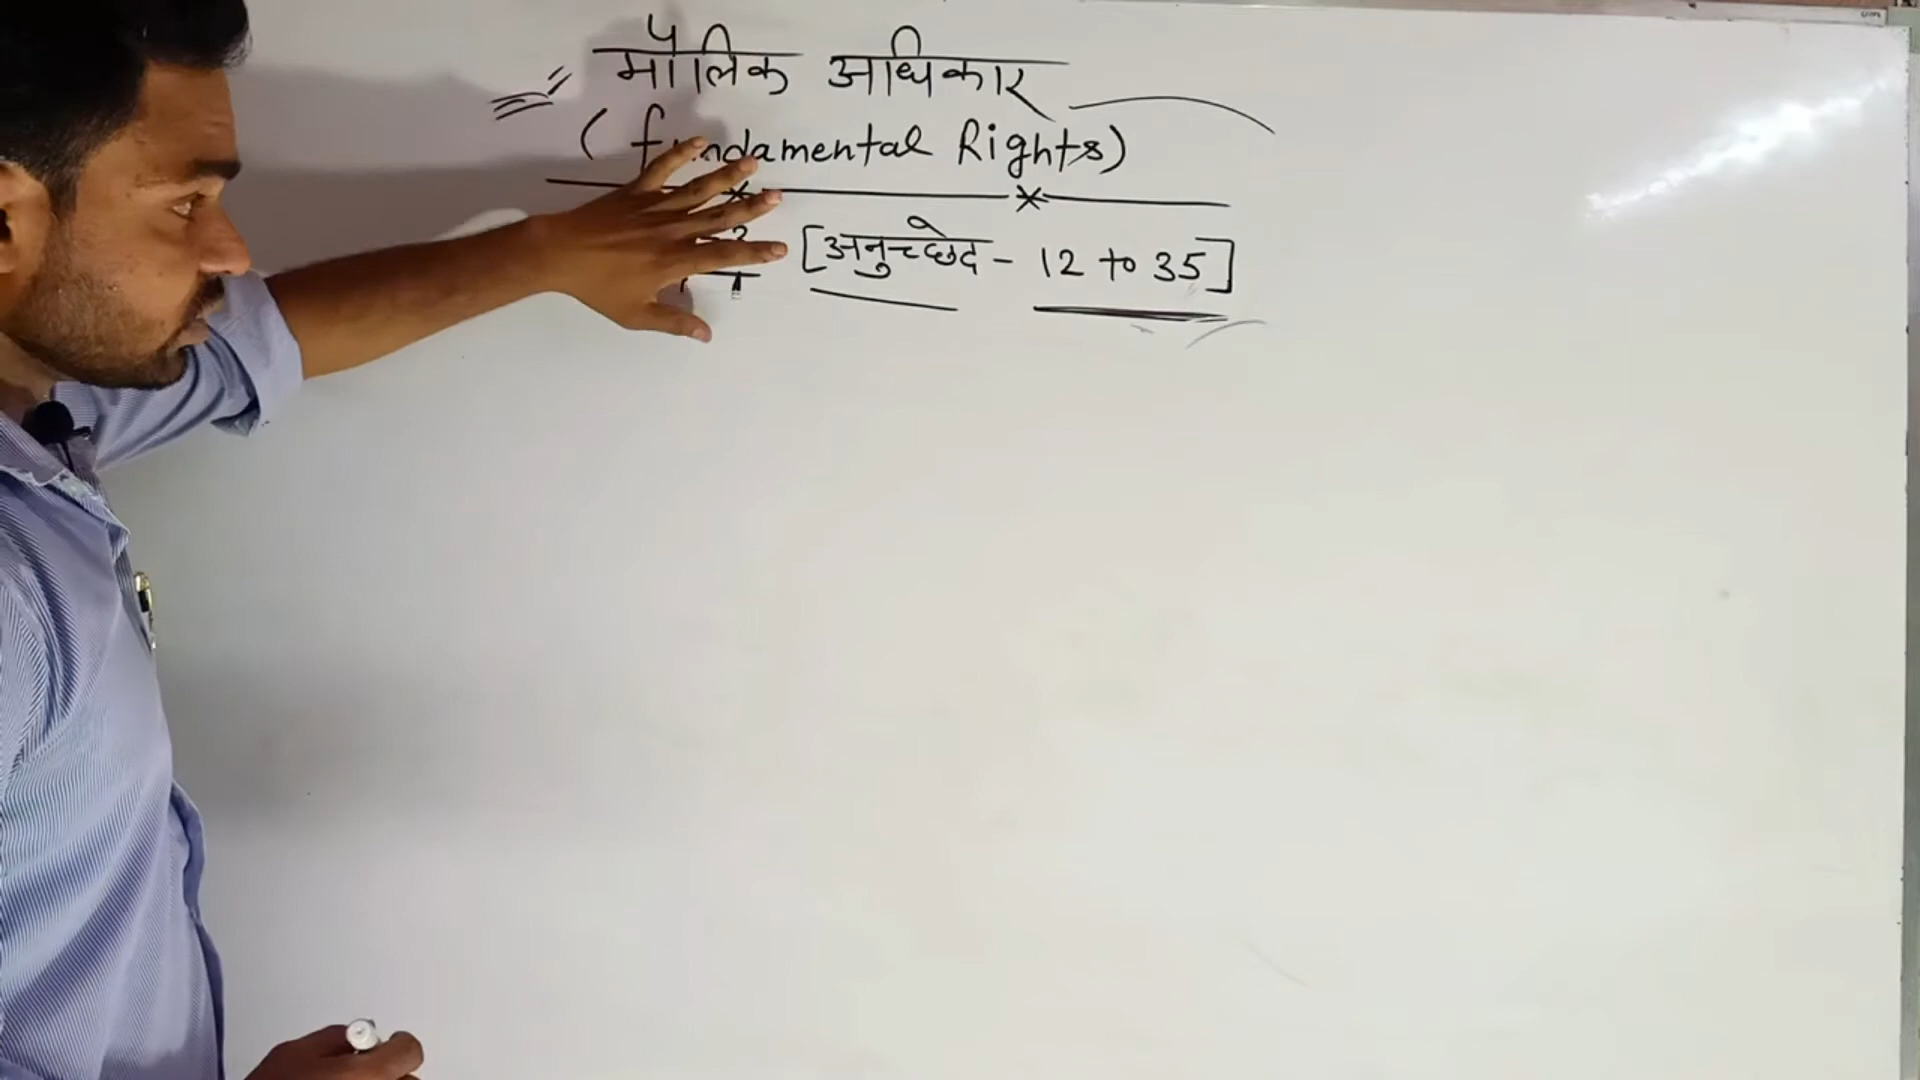 मौलिक अधिकार
(fundamental Rights)
[अनुच्छेद - 12 to 35]